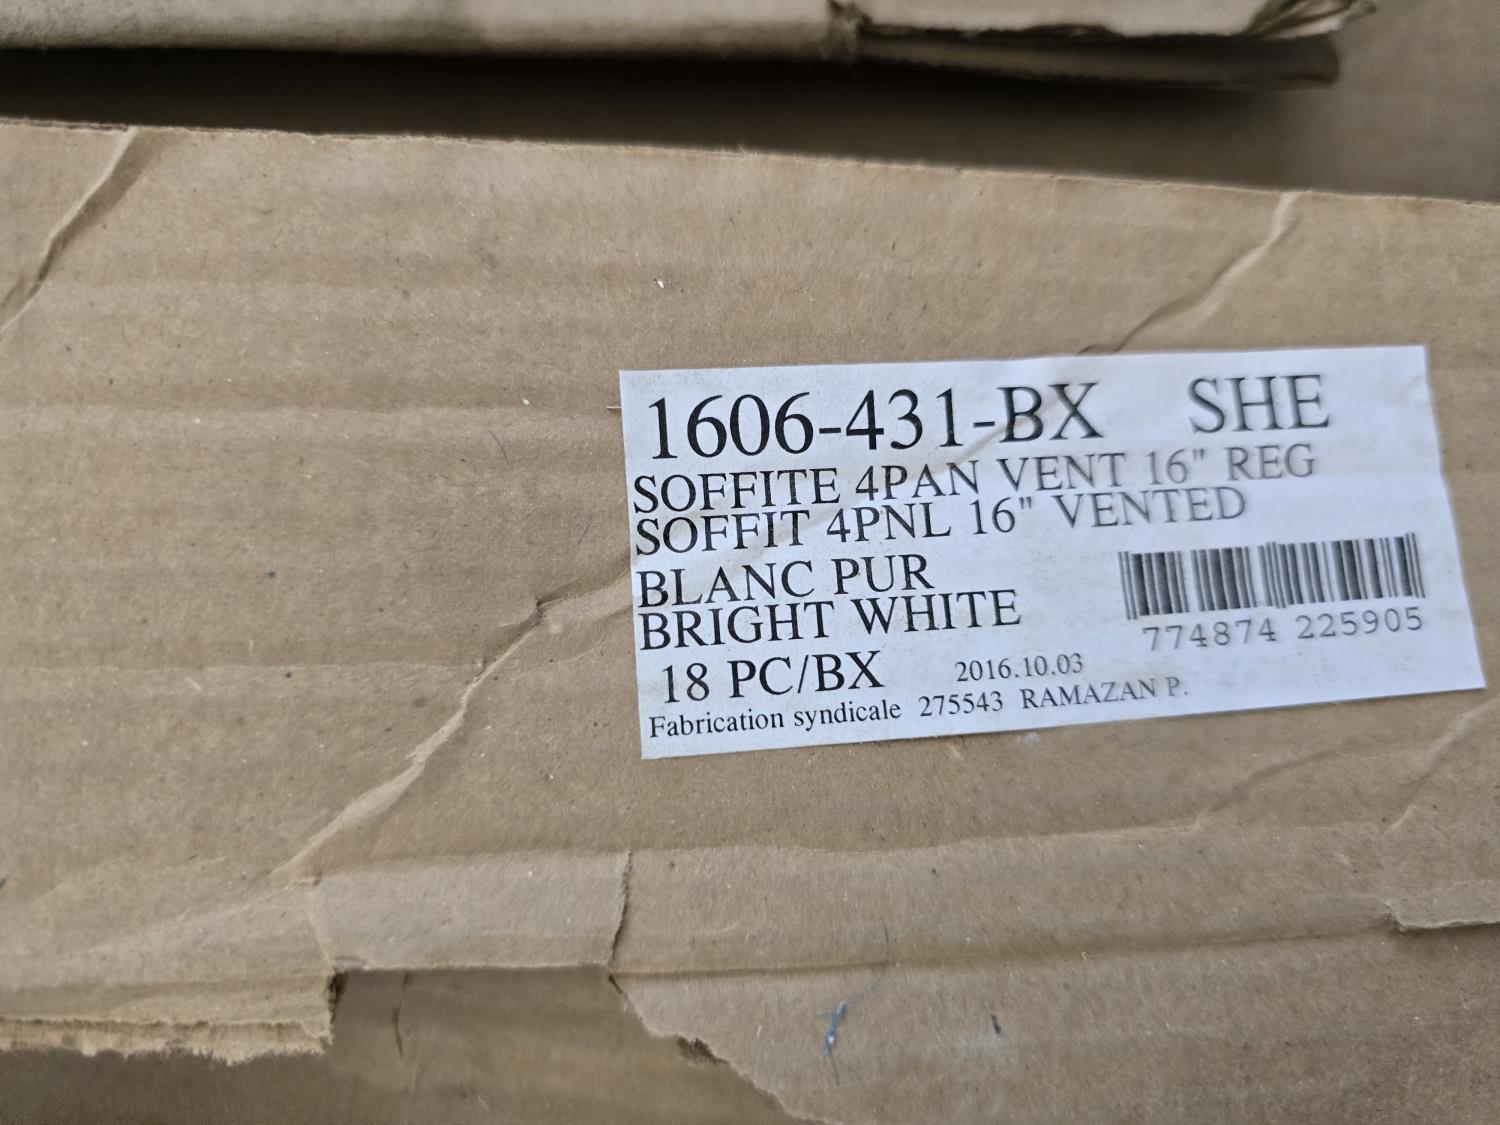 1606-431-BX SHE
SOFFITE 4PAN VENT 16" REG
SOFFIT 4PNL 16" VENTED
BLANC PUR
BRIGHT WHITE
774874 225905
18 PC/BX 2016.10.03
Fabrication syndicale 275543 RAMAZAN P.